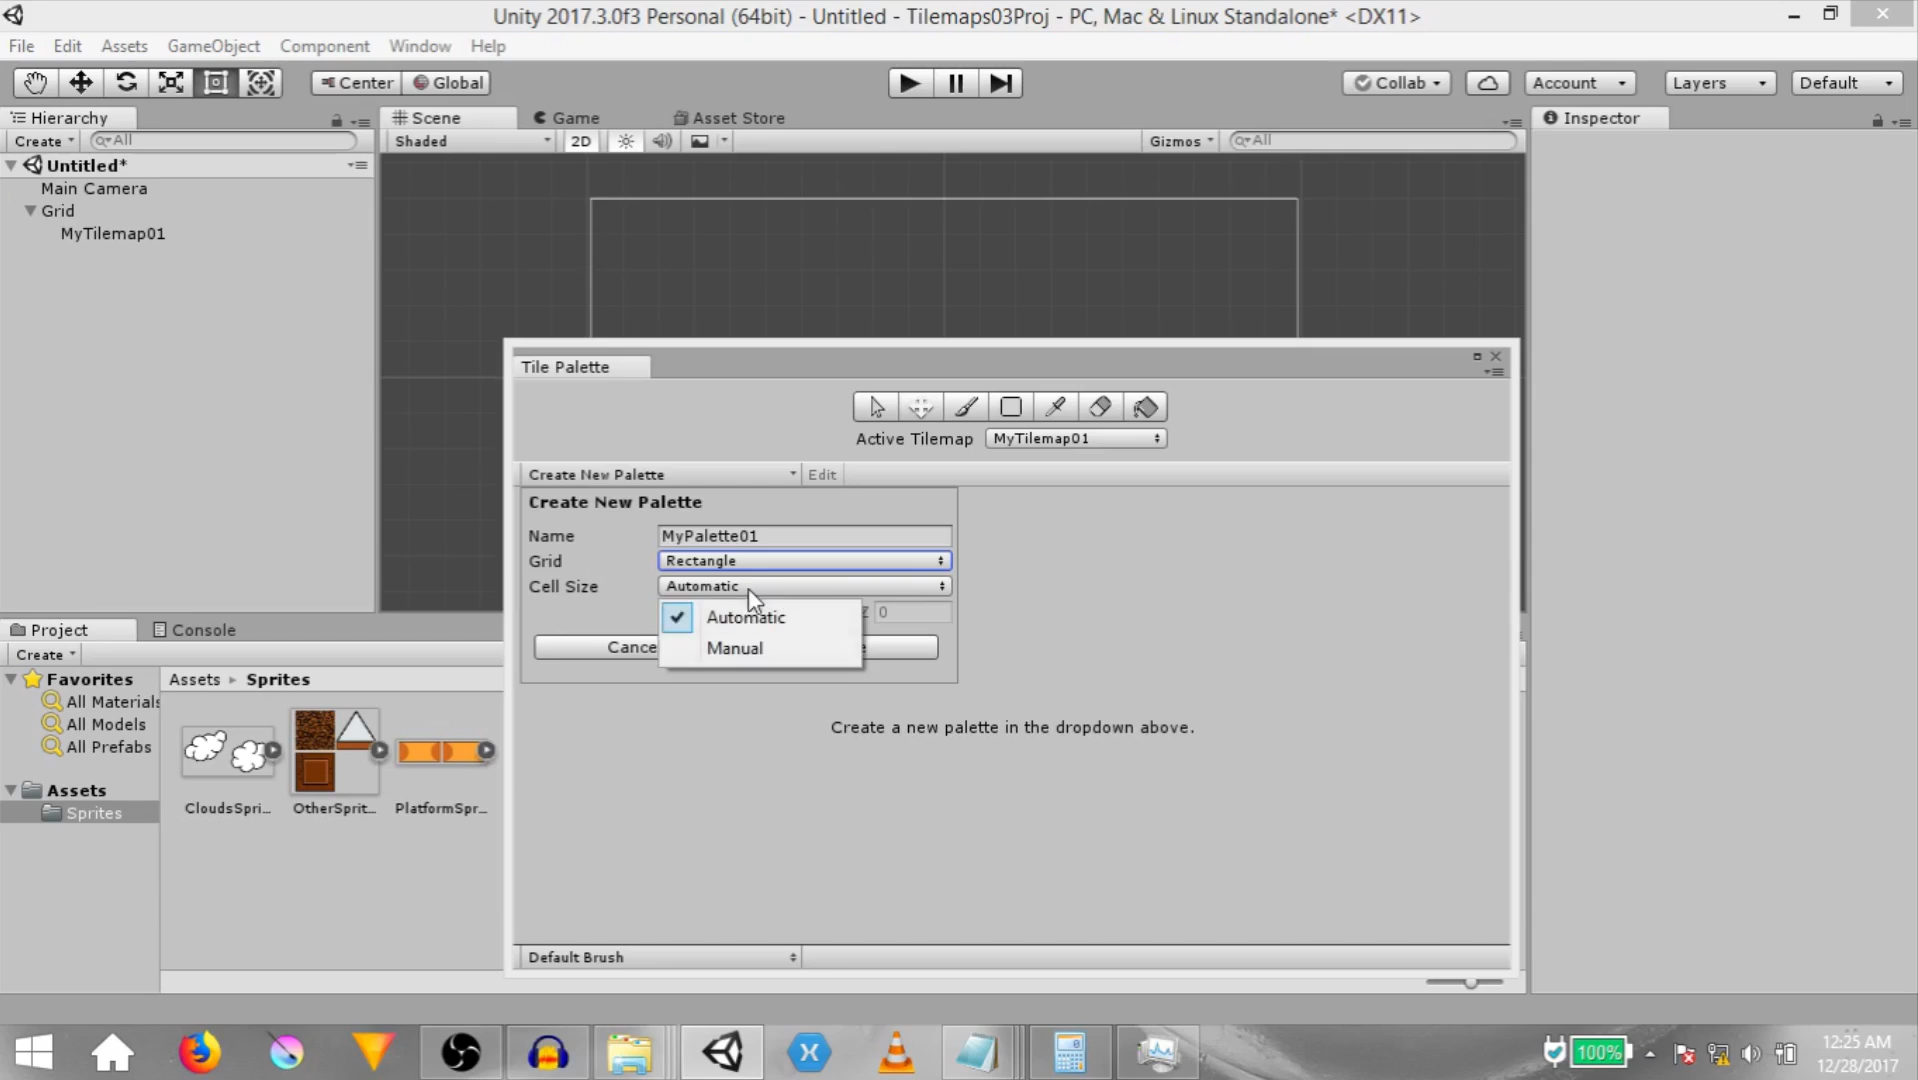 Unity 2017.3.0f3 Personal (64bit) - Untitled - Tilemaps03Proj - PC, Mac & Linux Standalone* <DX11>
File Edit Assets GameObject Component Window Help
Center Global Collab Account Layers Default
Hierarchy Scene Game Asset Store Inspector
Create All Shaded 2D Gizmos All
Untitled*
Main Camera
Grid
MyTilemap01
Tile Palette
Active Tilemap MyTilemap01
Create New Palette Edit
Create New Palette
Name MyPalette01
Grid Rectangle
Cell Size Automatic
Automatic 0
Manual
Project Console
Create
Favorites Assets Sprites
All Materials
All Models
All Prefabs
Create a new palette in the dropdown above.
Assets
Sprites
CloudsSpri... OtherSprit... PlatformSpr...
Default Brush
100% 12:25 AM
12/28/2017